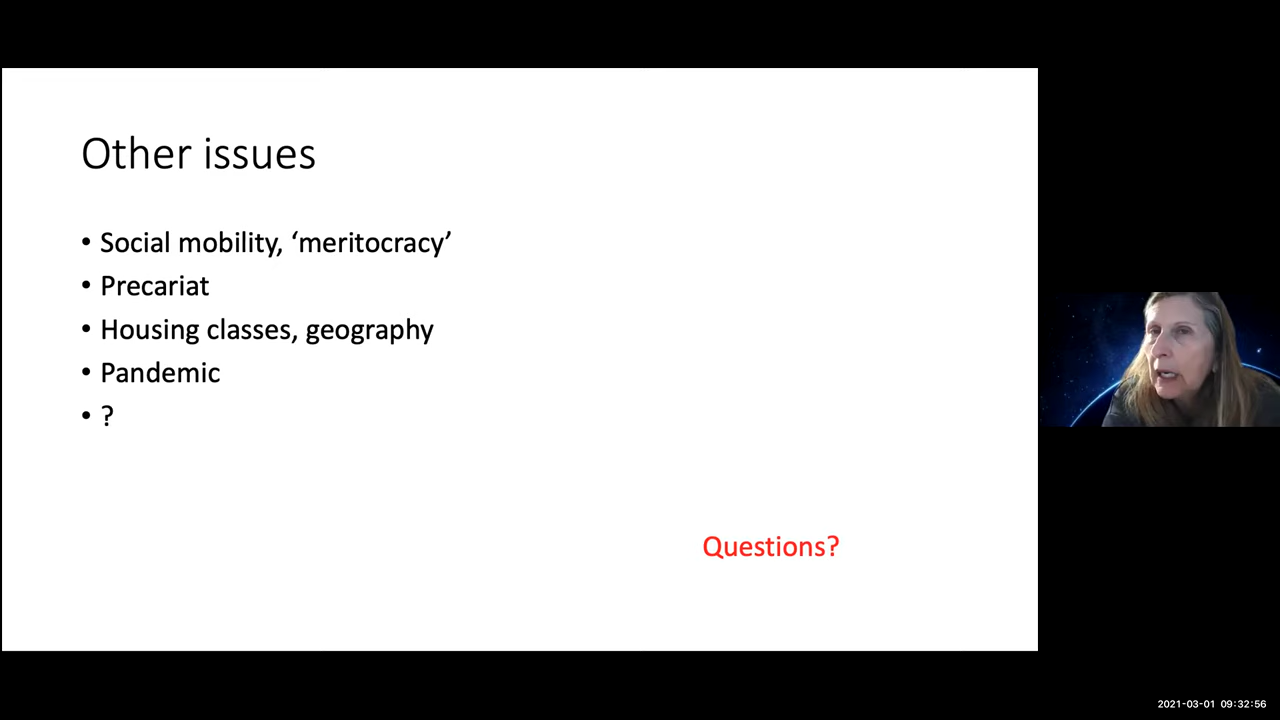 Other issues
• Social mobility, ‘meritocracy’
• Precariat
• Housing classes, geography
• Pandemic
• ?
Questions?
2021-03-01 09:32:56